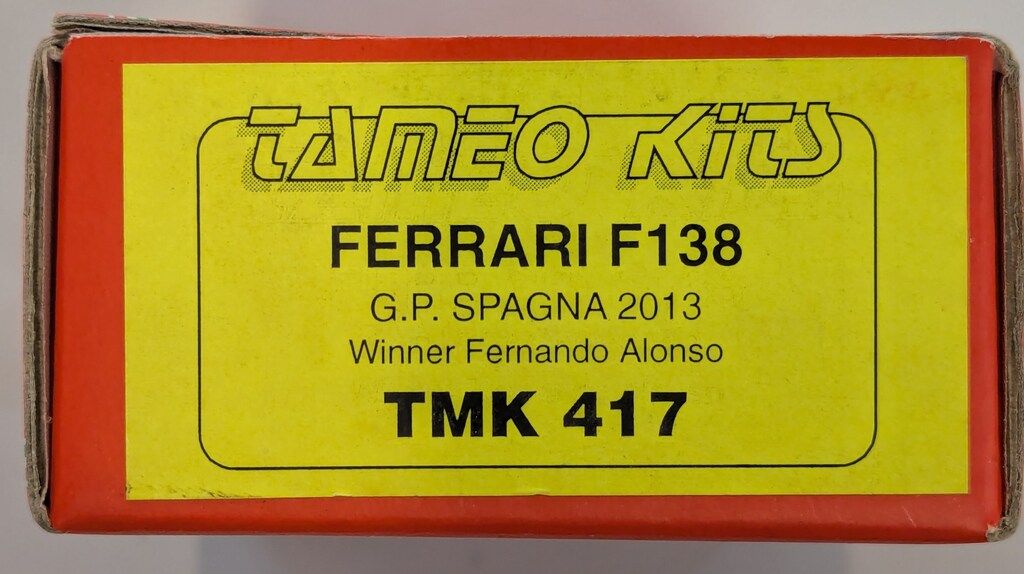 TAMEO KITS
FERRARI F138
G.P. SPAGNA 2013
Winner Fernando Alonso
TMK 417